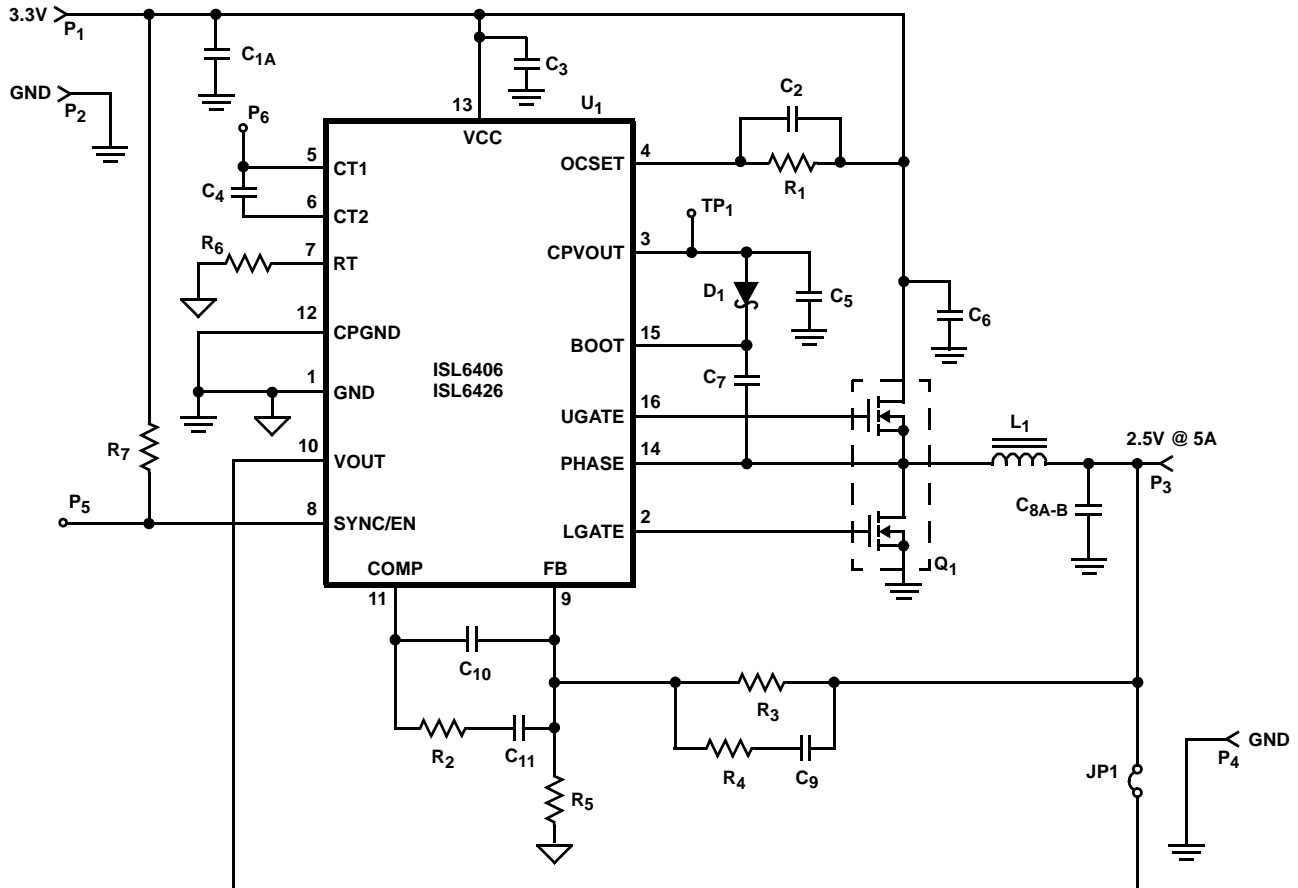 3.3V
P1
C1A
C3
GND
P2
P6
13
U1
C2
VCC
5
CT1
OCSET
4
R1
C4
6
CT2
TP1
R6
7
RT
CPVOUT
3
D1
C5
12
CPGND
C6
BOOT
15
ISL6406
ISL6426
C7
1
GND
UGATE
16
L1
2.5V @ 5A
R7
10
VOUT
PHASE
14
P3
P5
C8A-B
8
SYNC/EN
LGATE
2
Q1
COMP
FB
11
9
C10
R3
R2
C11
R4
C9
GND
P4
JP1
R5